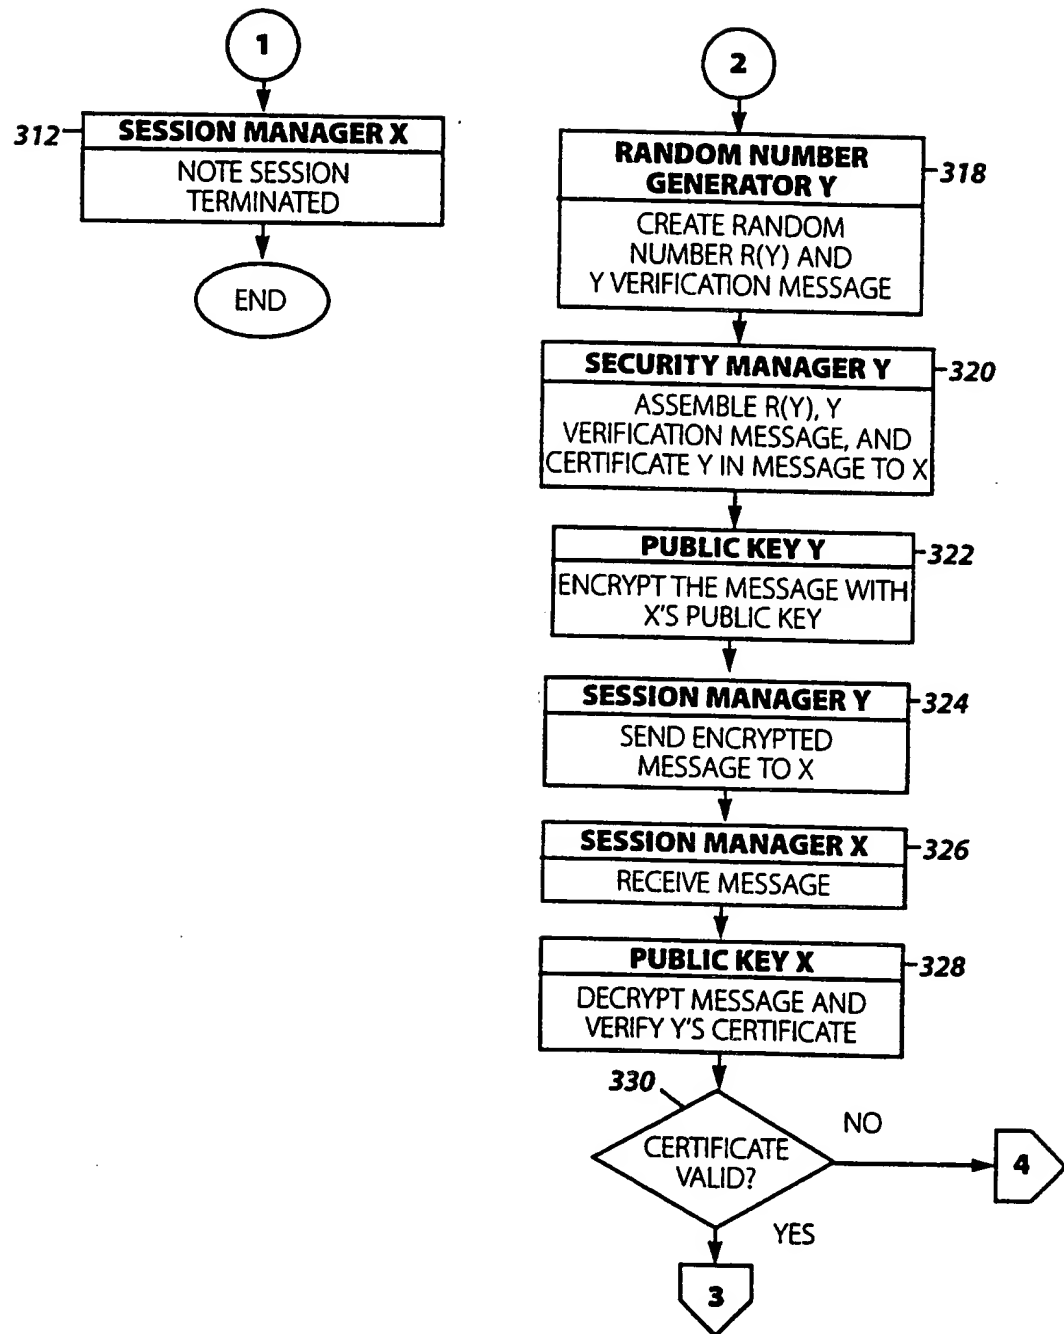 1
312
SESSION MANAGER X
NOTE SESSION
TERMINATED
END
2
RANDOM NUMBER
GENERATOR Y
318
CREATE RANDOM
NUMBER R(Y) AND
Y VERIFICATION MESSAGE
SECURITY MANAGER Y
320
ASSEMBLE R(Y), Y
VERIFICATION MESSAGE, AND
CERTIFICATE Y IN MESSAGE TO X
PUBLIC KEY Y
322
ENCRYPT THE MESSAGE WITH
X'S PUBLIC KEY
SESSION MANAGER Y
324
SEND ENCRYPTED
MESSAGE TO X
SESSION MANAGER X
326
RECEIVE MESSAGE
PUBLIC KEY X
328
DECRYPT MESSAGE AND
VERIFY Y'S CERTIFICATE
330
CERTIFICATE
VALID?
NO
4
YES
3